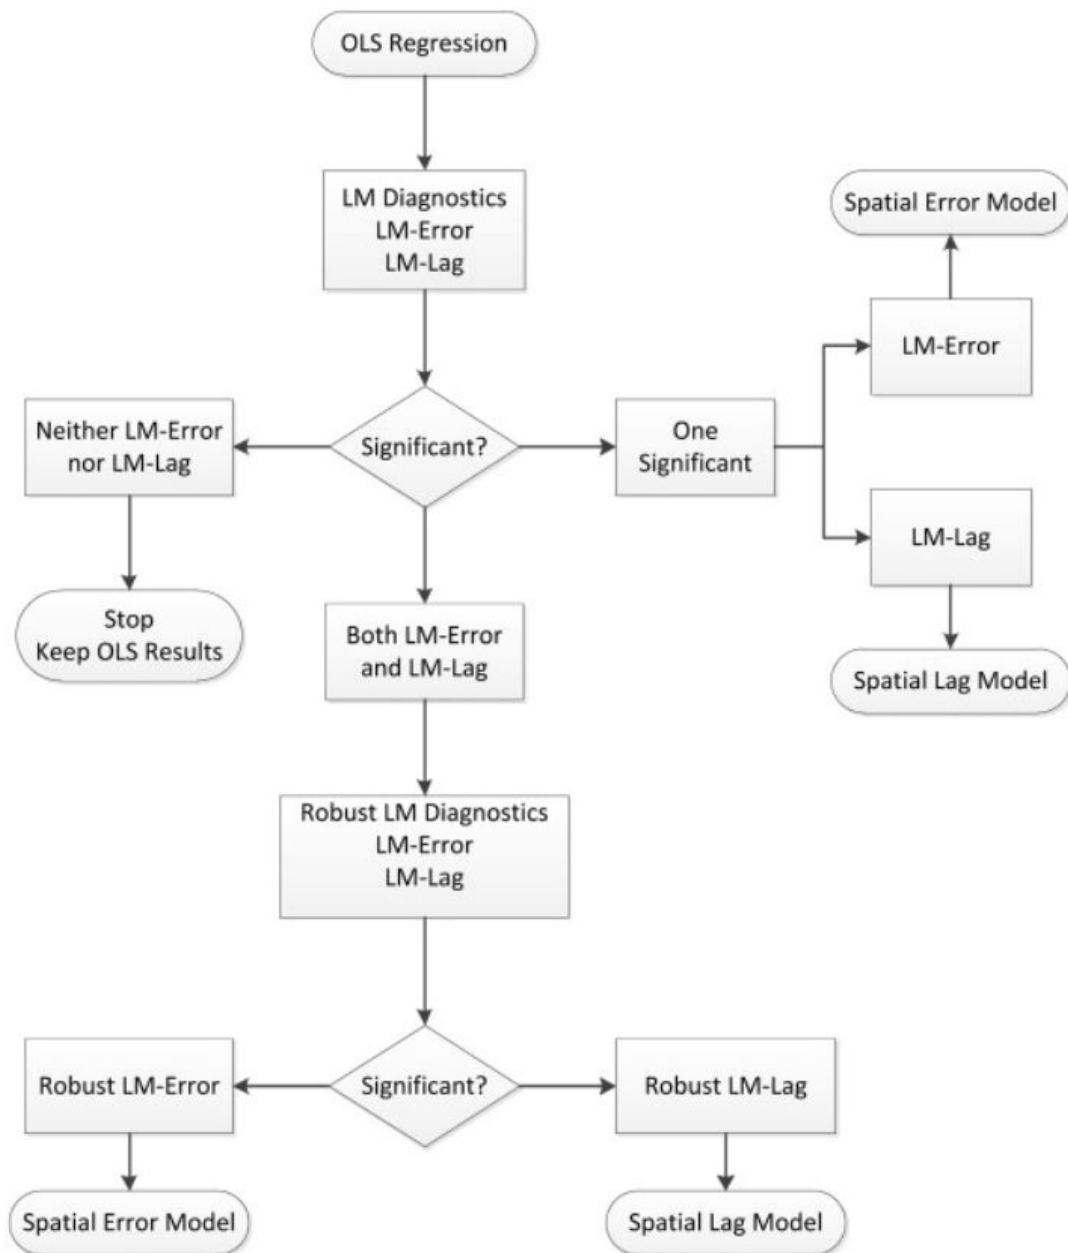 OLS Regression
LM Diagnostics
LM-Error
LM-Lag
Spatial Error Model
LM-Error
Neither LM-Error
nor LM-Lag
Significant?
One
Significant
LM-Lag
Stop
Keep OLS Results
Both LM-Error
and LM-Lag
Spatial Lag Model
Robust LM Diagnostics
LM-Error
LM-Lag
Robust LM-Error
Significant?
Robust LM-Lag
Spatial Error Model
Spatial Lag Model